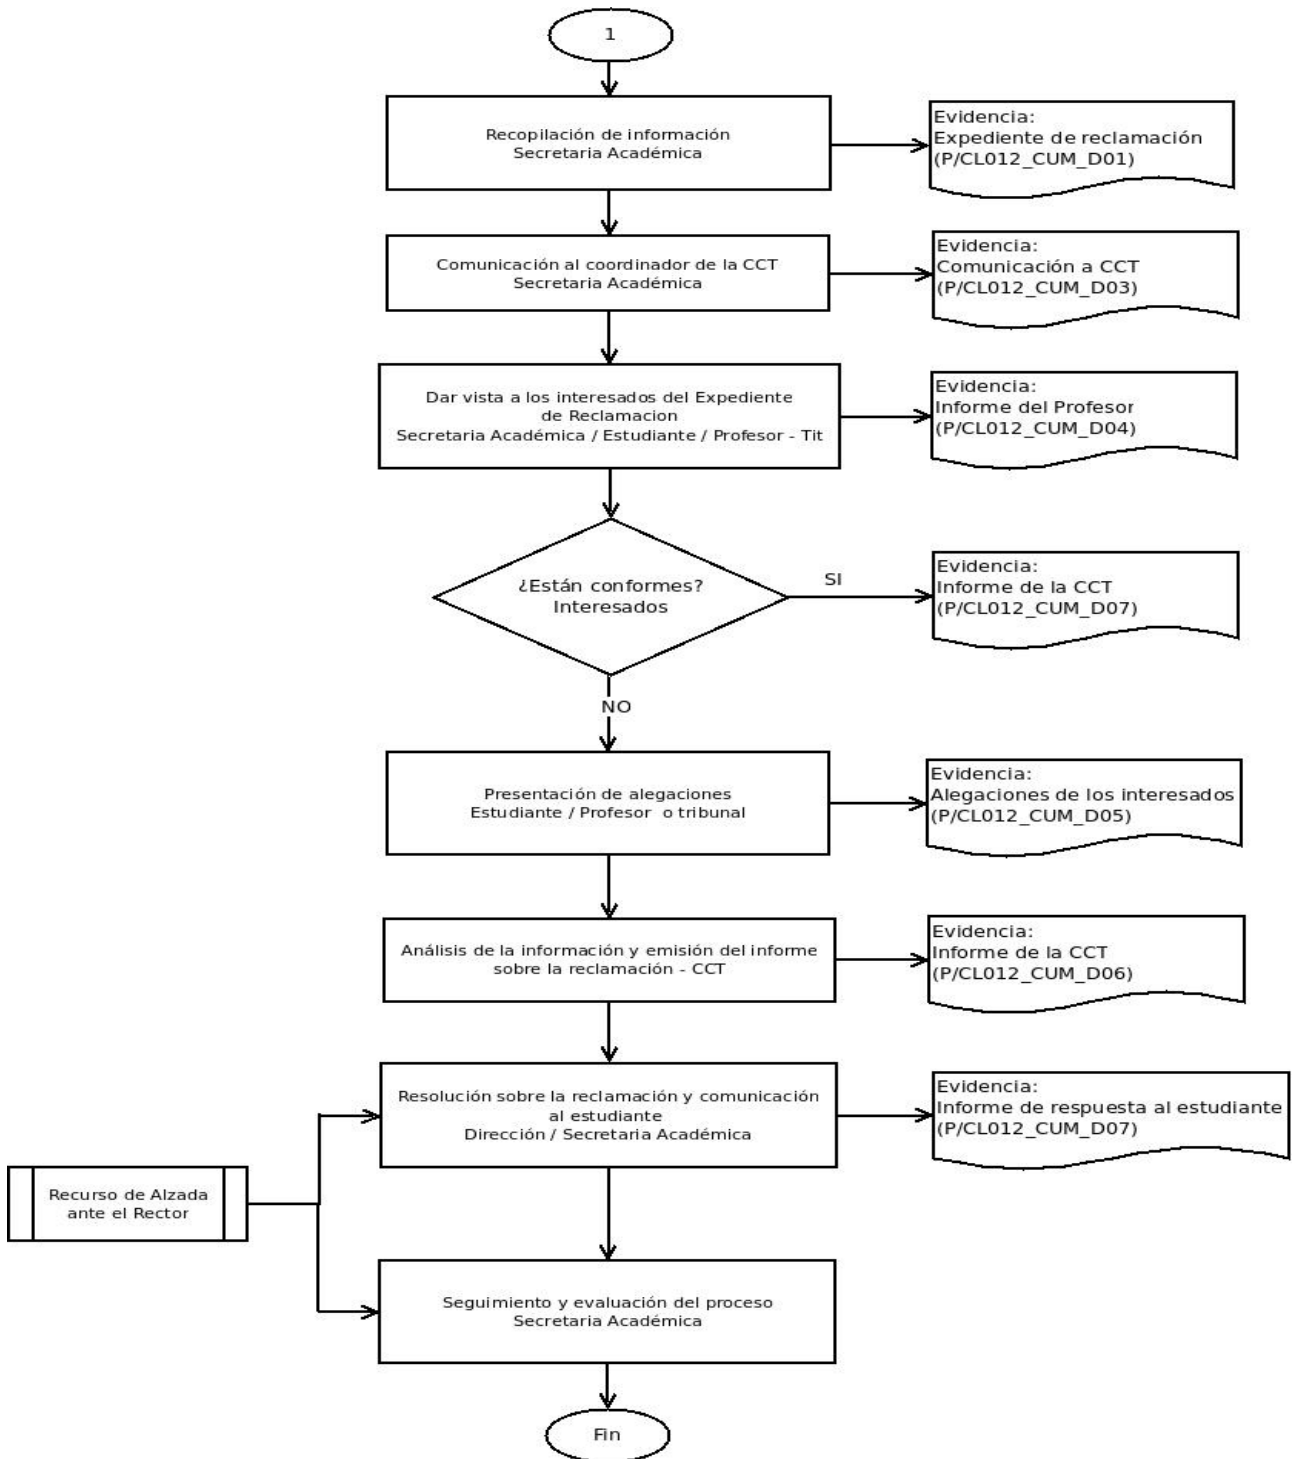 1
Recopilación de información
Secretaria Académica
Evidencia:
Expediente de reclamación
(P/CL012_CUM_D01)
Comunicación al coordinador de la CCT
Secretaria Académica
Evidencia:
Comunicación a CCT
(P/CL012_CUM_D03)
Dar vista a los interesados del Expediente
de Reclamacion
Secretaria Académica / Estudiante / Profesor - Tit
Evidencia:
Informe del Profesor
(P/CL012_CUM_D04)
¿Están conformes?
Interesados
SI
Evidencia:
Informe de la CCT
(P/CL012_CUM_D07)
NO
Presentación de alegaciones
Estudiante / Profesor o tribunal
Evidencia:
Alegaciones de los interesados
(P/CL012_CUM_D05)
Análisis de la información y emisión del informe
sobre la reclamación - CCT
Evidencia:
Informe de la CCT
(P/CL012_CUM_D06)
Resolución sobre la reclamación y comunicación
al estudiante
Dirección / Secretaria Académica
Evidencia:
Informe de respuesta al estudiante
(P/CL012_CUM_D07)
Recurso de Alzada
ante el Rector
Seguimiento y evaluación del proceso
Secretaria Académica
Fin